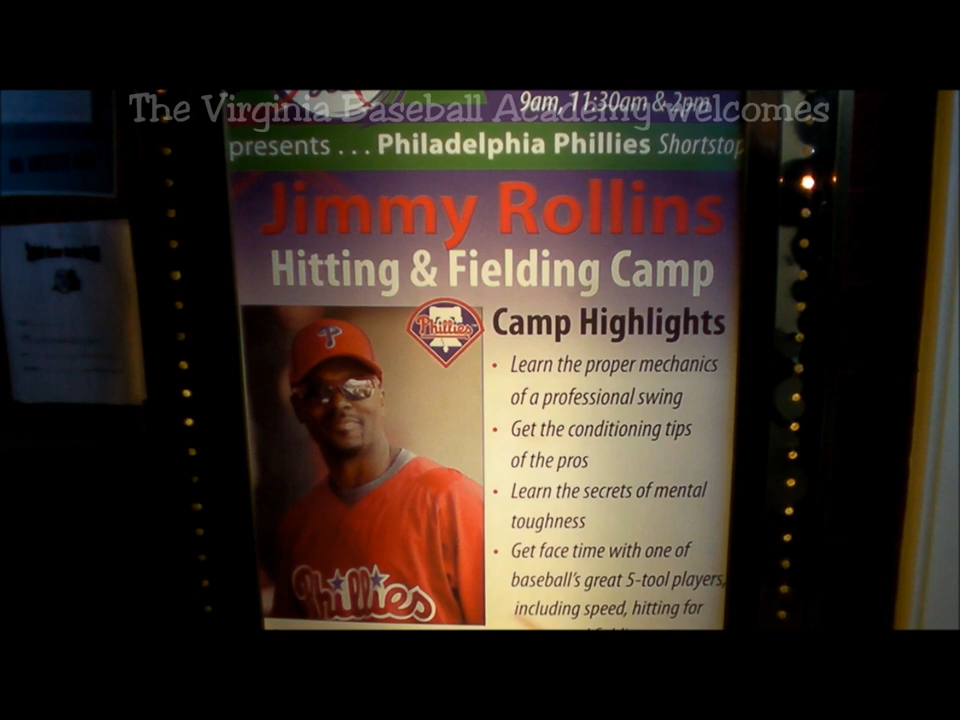 9am, 11:30am & 2pm
The Virginia Baseball Academy welcomes
presents . . . Philadelphia Phillies Shortstop
Jimmy Rollins
Hitting & Fielding Camp
Phillies
Camp Highlights
• Learn the proper mechanics
of a professional swing
• Get the conditioning tips
of the pros
• Learn the secrets of mental
toughness
• Get face time with one of
baseball's great 5-tool players,
including speed, hitting for
P
Phillies